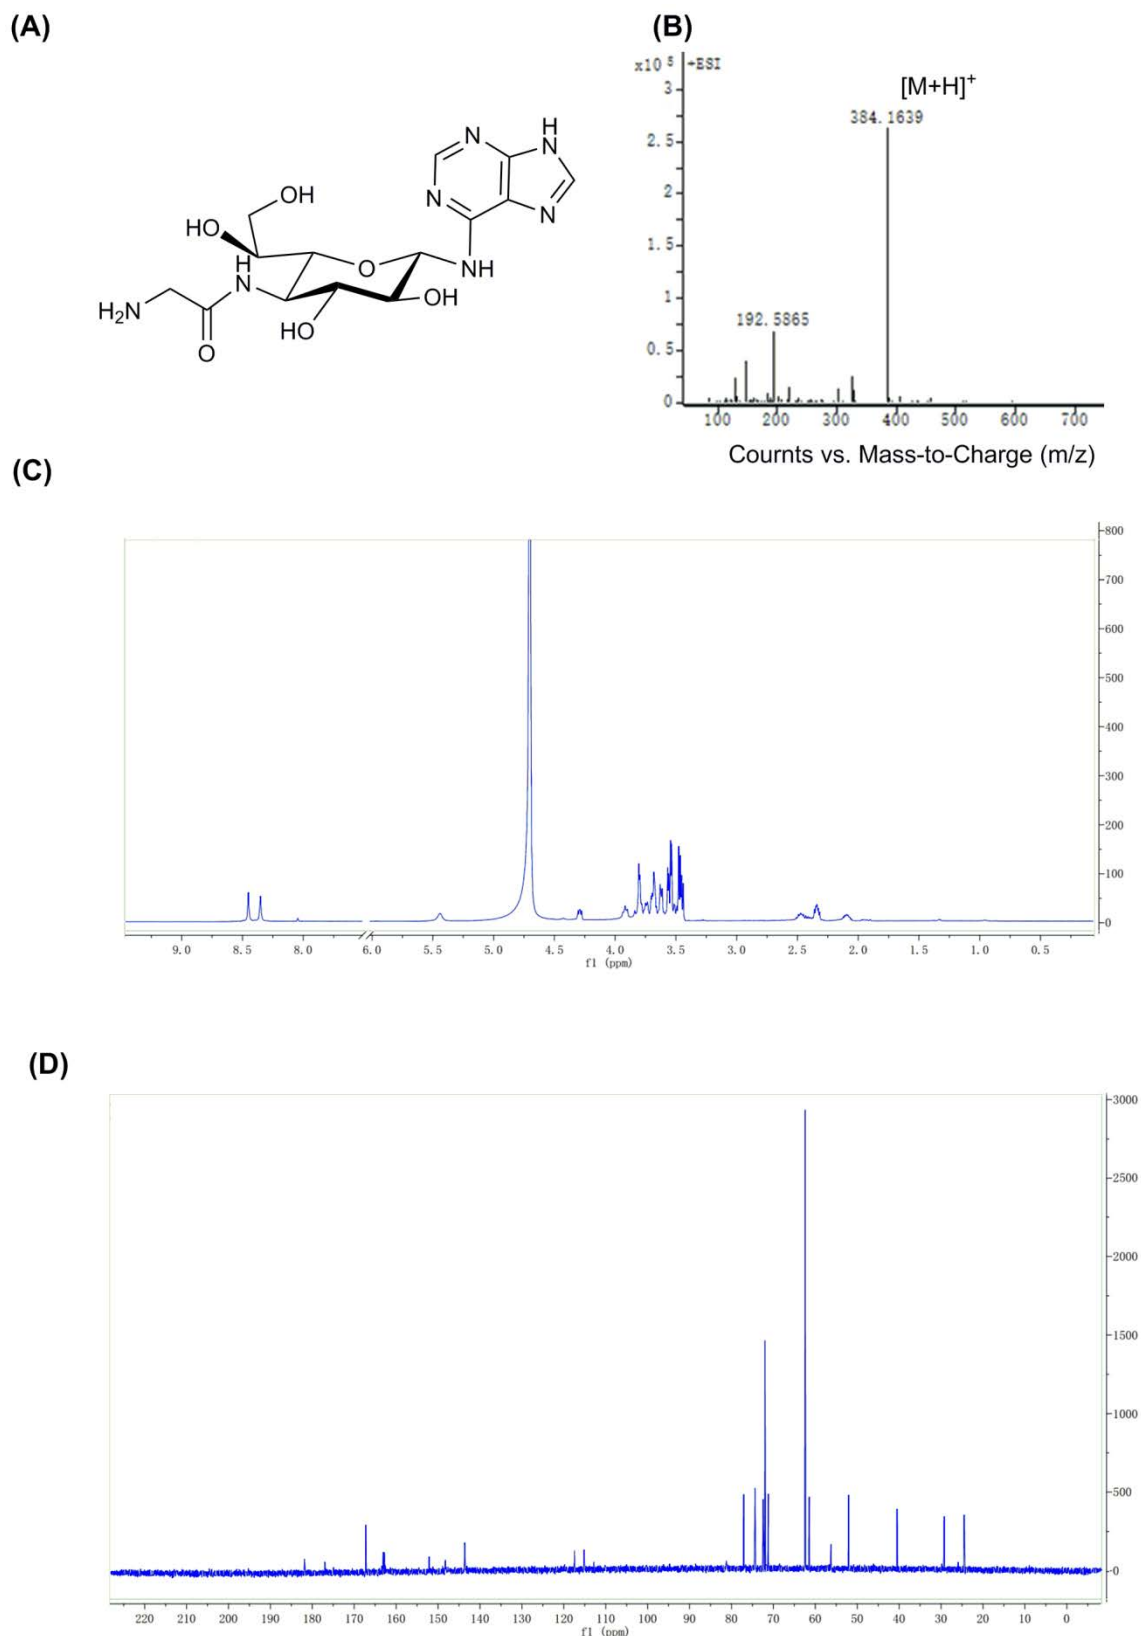 (A)
(B)
x10 5 +ESI
[M+H]+
3
384.1639
2.5
2
1.5
1
192.5865
0.5
0
100 200 300 400 500 600 700
Cournts vs. Mass-to-Charge (m/z)
N
H
N
N
N
OH
HO
H
N
O
NH
H2N
OH
HO
O
(C)
800
700
600
500
400
300
200
100
0
9.0 8.5 8.0 6.0 5.5 5.0 4.5 4.0 3.5 3.0 2.5 2.0 1.5 1.0 0.5
f1 (ppm)
(D)
3000
2500
2000
1500
1000
500
0
220 210 200 190 180 170 160 150 140 130 120 110 100 90 80 70 60 50 40 30 20 10 0
f1 (ppm)